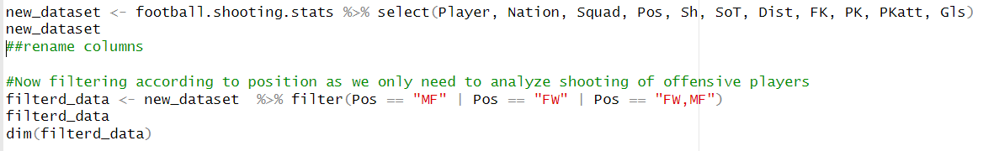 new_dataset <- football.shooting.stats %>% select(Player, Nation, Squad, Pos, Sh, SoT, Dist, FK, PK, PKatt, Gls)
new_dataset
##rename columns
#Now filtering according to position as we only need to analyze shooting of offensive players
filterd_data <- new_dataset  %>% filter(Pos == "MF" | Pos == "FW" | Pos == "FW,MF")
filterd_data
dim(filterd_data)